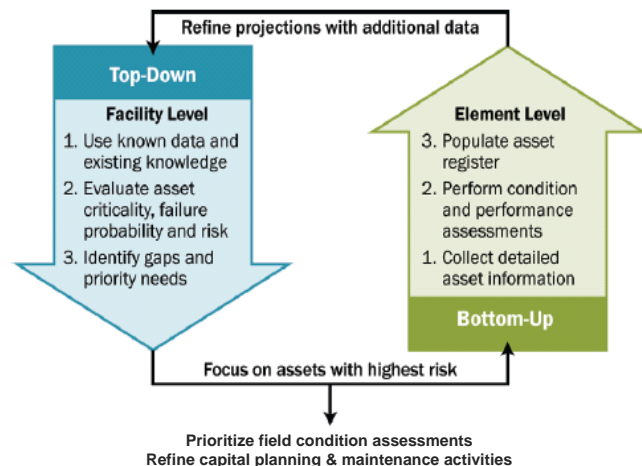 Refine projections with additional data
Top-Down
Facility Level
1. Use known data and
existing knowledge
2. Evaluate asset
criticality, failure
probability and risk
3. Identify gaps and
priority needs
Element Level
3. Populate asset
register
2. Perform condition
and performance
assessments
1. Collect detailed
asset information
Bottom-Up
Focus on assets with highest risk
Prioritize field condition assessments
Refine capital planning & maintenance activities